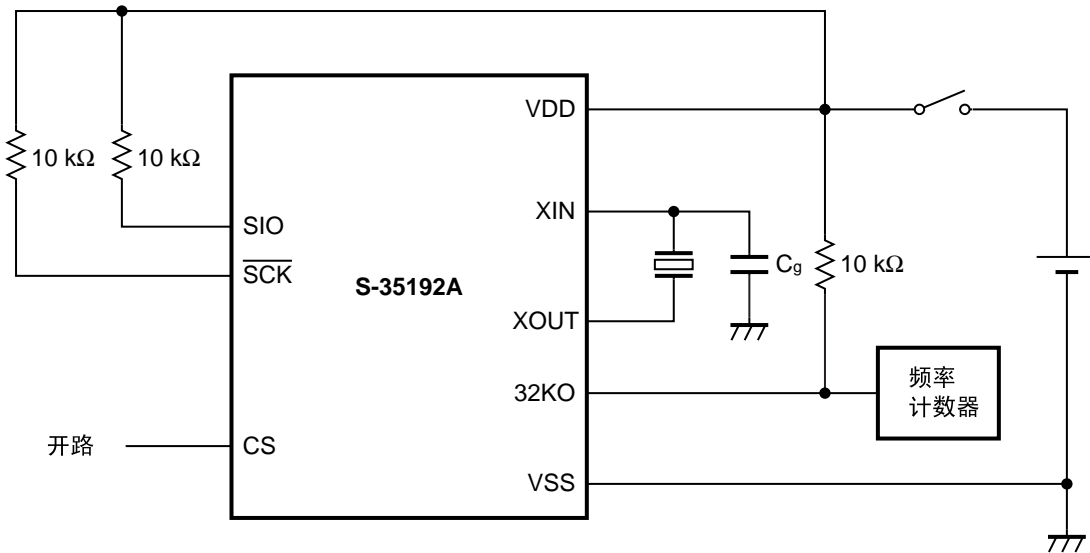 VDD
10 kΩ
10 kΩ
XIN
SIO
Cg
10 kΩ
SCK
S-35192A
XOUT
频率
计数器
32KO
开路
CS
VSS